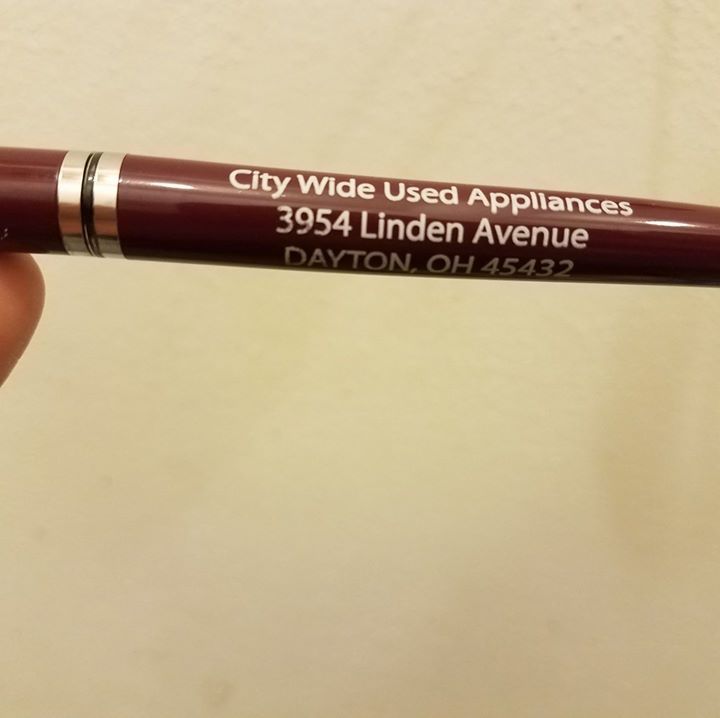 City Wide Used Appliances
3954 Linden Avenue
DAYTON, OH 45432